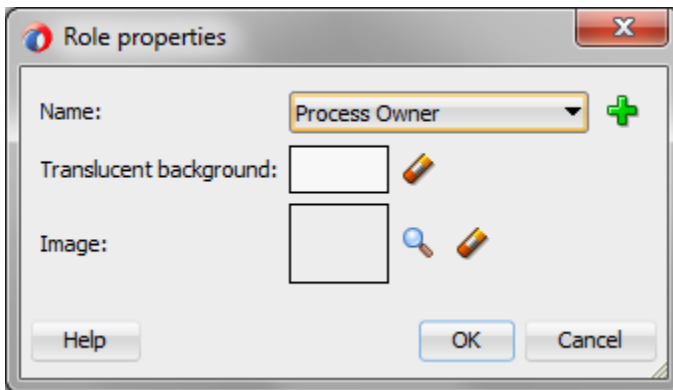 Role properties
Name: Process Owner
Translucent background:
Image:
Help OK Cancel